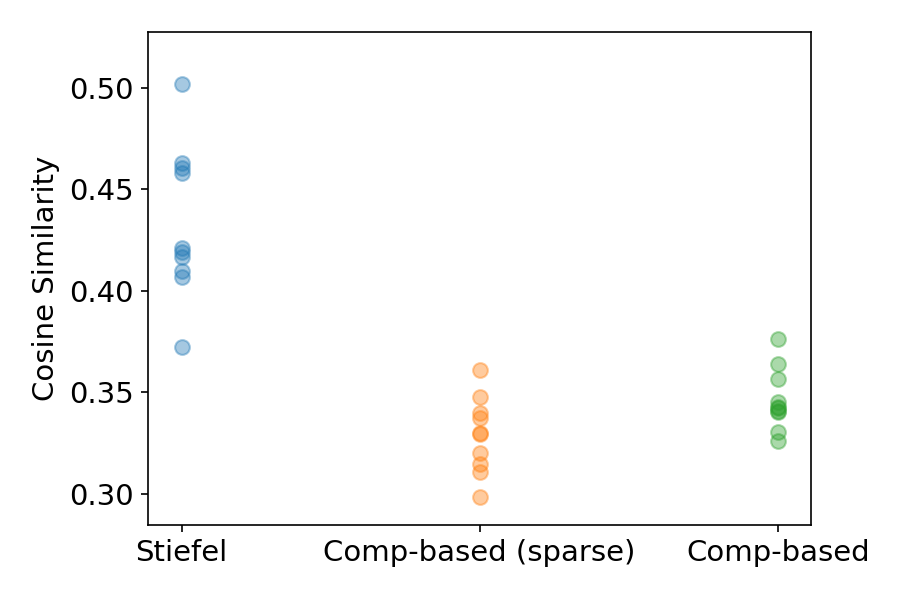 0.50
0.45
0.40
0.35
0.30
Cosine Similarity
Stiefel
Comp-based (sparse)
Comp-based